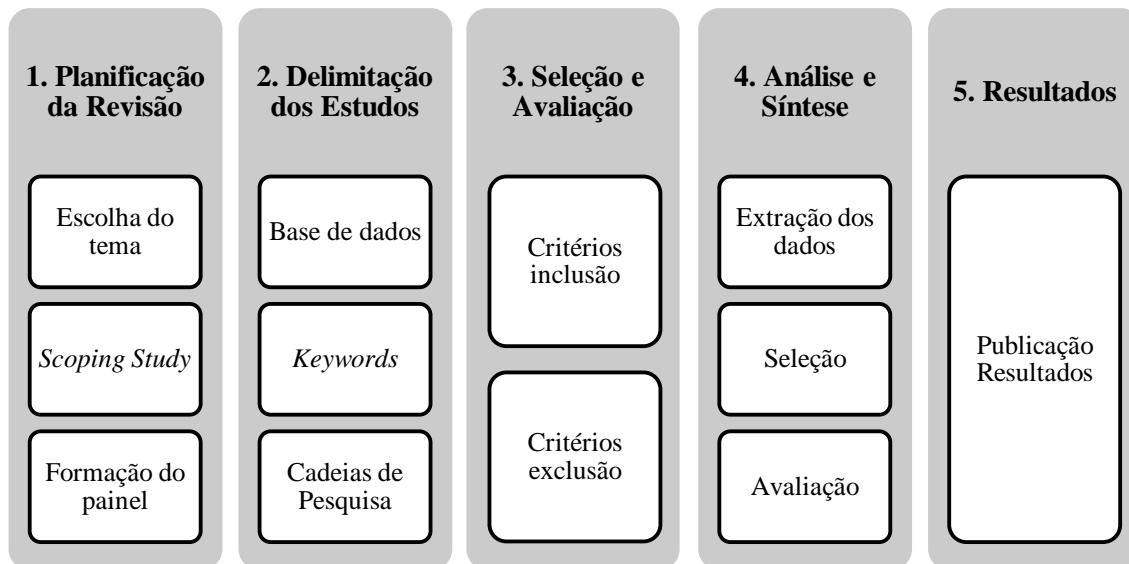 1. Planificação
da Revisão
Escolha do
tema
Scoping Study
Formação do
painel
2. Delimitação
dos Estudos
Base de dados
Keywords
Cadeias de
Pesquisa
3. Seleção e
Avaliação
Critérios
inclusão
Critérios
exclusão
4. Análise e
Síntese
Extração dos
dados
Seleção
Avaliação
5. Resultados
Publicação
Resultados